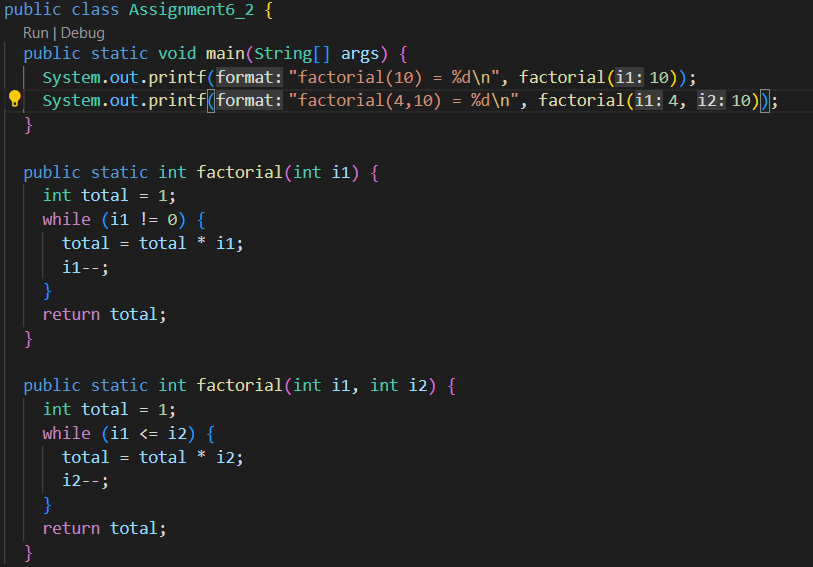 public class Assignment6_2 {
Run | Debug
public static void main(String[] args) {
System.out.printf(format:"factorial(10) = %d\n", factorial(i1:10));
System.out.printf(format:"factorial(4,10) = %d\n", factorial(i1:4, i2:10));
}
public static int factorial(int i1) {
int total = 1;
while (i1 != 0) {
total = total * i1;
i1--;
}
return total;
}
public static int factorial(int i1, int i2) {
int total = 1;
while (i1 <= i2) {
total = total * i2;
i2--;
}
return total;
}